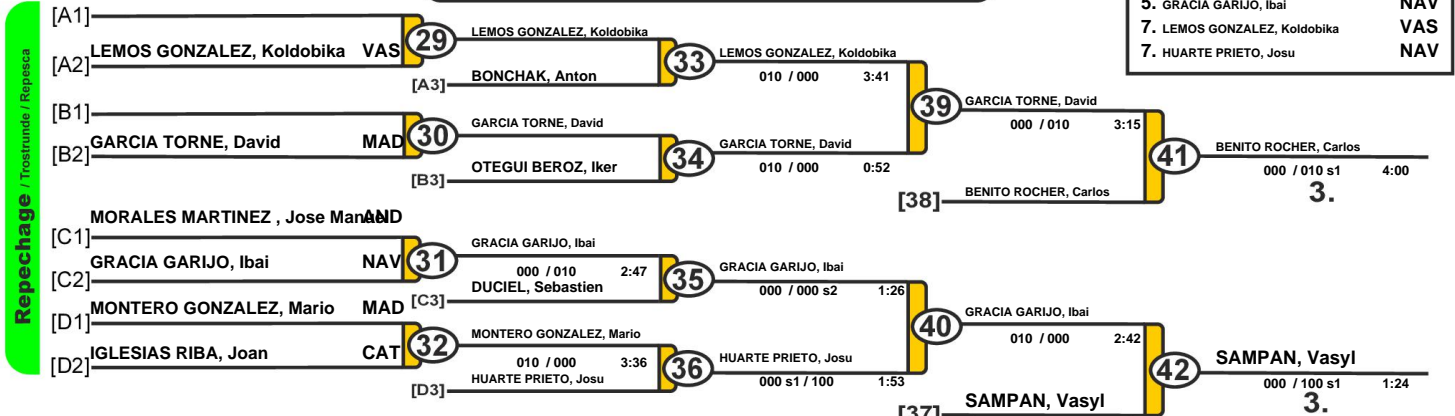 5. GRACIA GARIJO, Ibai NAV
7. LEMOS GONZALEZ, Koldobika VAS
7. HUARTE PRIETO, Josu NAV
Repechage / Trostrunde / Repesca
[A1]
LEMOS GONZALEZ, Koldobika VAS
[A2]
29
LEMOS GONZALEZ, Koldobika
BONCHAK, Anton
[A3]
33
LEMOS GONZALEZ, Koldobika
010 / 000 3:41
[B1]
GARCIA TORNE, David MAD
[B2]
30
GARCIA TORNE, David
OTEGUI BEROZ, Iker
[B3]
34
GARCIA TORNE, David
010 / 000 0:52
39
GARCIA TORNE, David
000 / 010 3:15
BENITO ROCHER, Carlos
[38]
41
BENITO ROCHER, Carlos
000 / 010 s1 4:00
3.
MORALES MARTINEZ , Jose Manuel AND
[C1]
GRACIA GARIJO, Ibai NAV
[C2]
31
GRACIA GARIJO, Ibai
000 / 010 2:47
DUCIEL, Sebastien
[C3]
35
GRACIA GARIJO, Ibai
000 / 000 s2 1:26
MONTERO GONZALEZ, Mario MAD
[D1]
IGLESIAS RIBA, Joan CAT
[D2]
32
MONTERO GONZALEZ, Mario
010 / 000 3:36
HUARTE PRIETO, Josu
[D3]
36
HUARTE PRIETO, Josu
000 s1 / 100 1:53
40
GRACIA GARIJO, Ibai
010 / 000 2:42
SAMPAN, Vasyl
[37]
42
SAMPAN, Vasyl
000 / 100 s1 1:24
3.